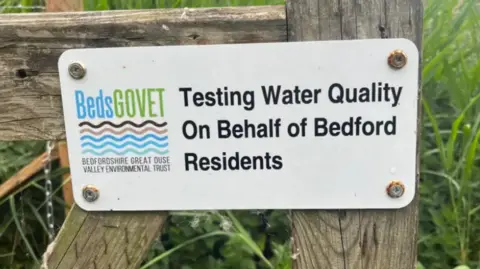 BedsGOVET
BEDFORDSHIRE GREAT OUSE
VALLEY ENVIRONMENTAL TRUST
Testing Water Quality
On Behalf of Bedford
Residents